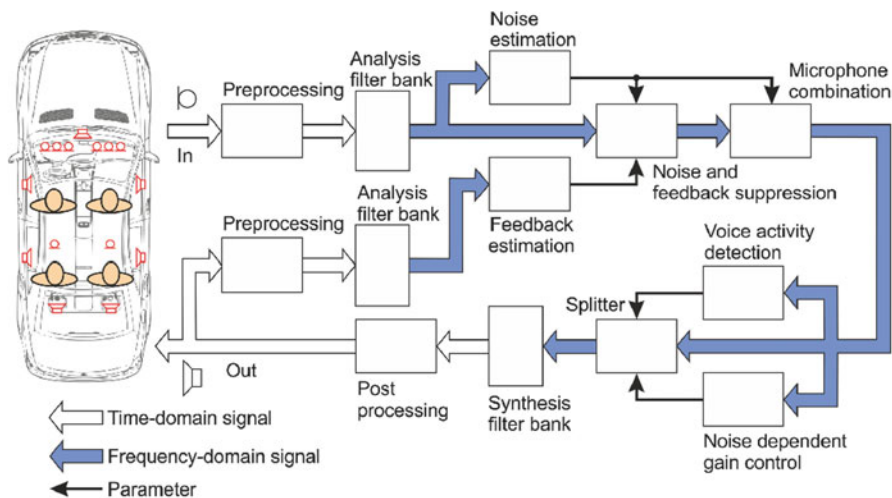 Noise
estimation
Analysis
filter bank
Preprocessing
Microphone
combination
In
Noise and
feedback suppression
Analysis
filter bank
Feedback
estimation
Preprocessing
Voice activity
detection
Splitter
Out
Post
processing
Synthesis
filter bank
Noise dependent
gain control
Time-domain signal
Frequency-domain signal
Parameter